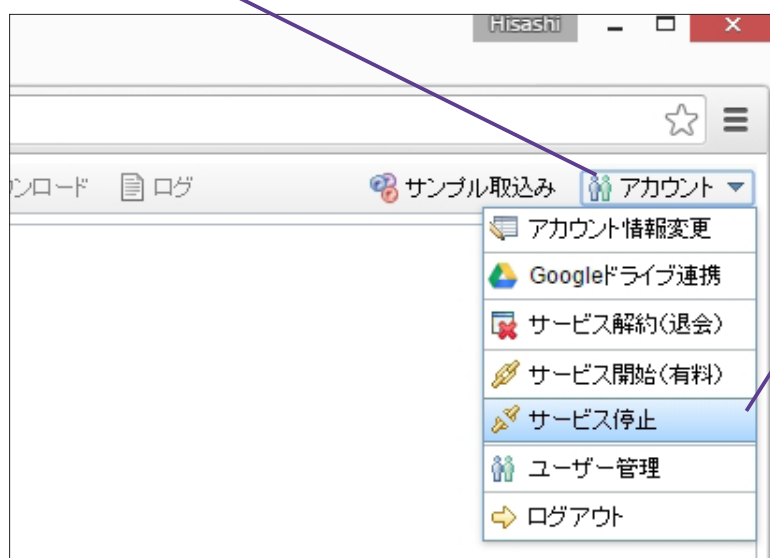 Hisashi
ンロード ログ サンプル取込み アカウント
アカウント情報変更
Googleドライブ連携
サービス解約(退会)
サービス開始(有料)
サービス停止
ユーザー管理
ログアウト